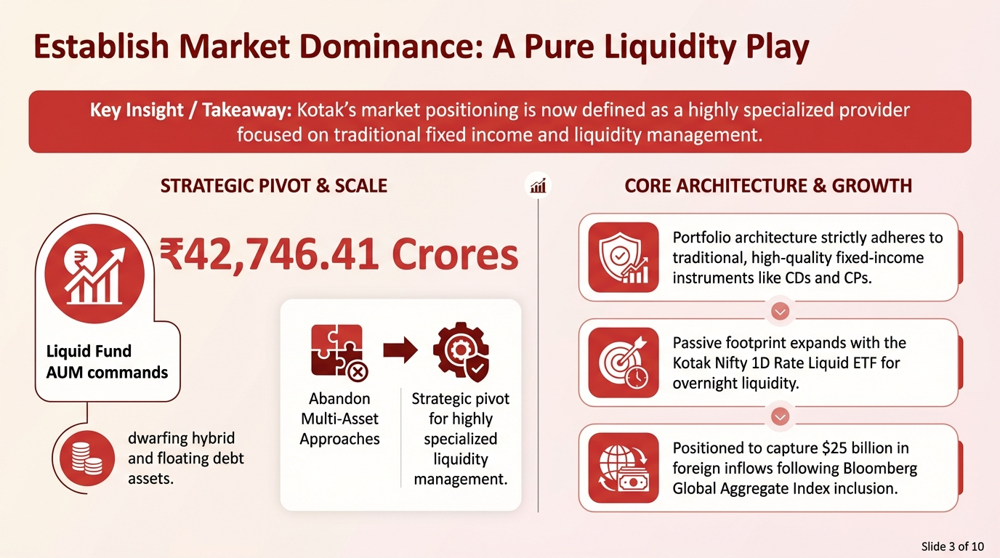 Establish Market Dominance: A Pure Liquidity Play
Key Insight / Takeaway: Kotak's market positioning is now defined as a highly specialized provider
focused on traditional fixed income and liquidity management.
STRATEGIC PIVOT & SCALE
₹
₹42,746.41 Crores
Liquid Fund
AUM commands
dwarfing hybrid
and floating debt
assets.
Abandon
Multi-Asset
Approaches
Strategic pivot
for highly
specialized
liquidity
management.
CORE ARCHITECTURE & GROWTH
Portfolio architecture strictly adheres to
traditional, high-quality fixed-income
instruments like CDs and CPs.
Passive footprint expands with the
Kotak Nifty 1D Rate Liquid ETF for
overnight liquidity.
Positioned to capture $25 billion in
foreign inflows following Bloomberg
Global Aggregate Index inclusion.
Slide 3 of 10